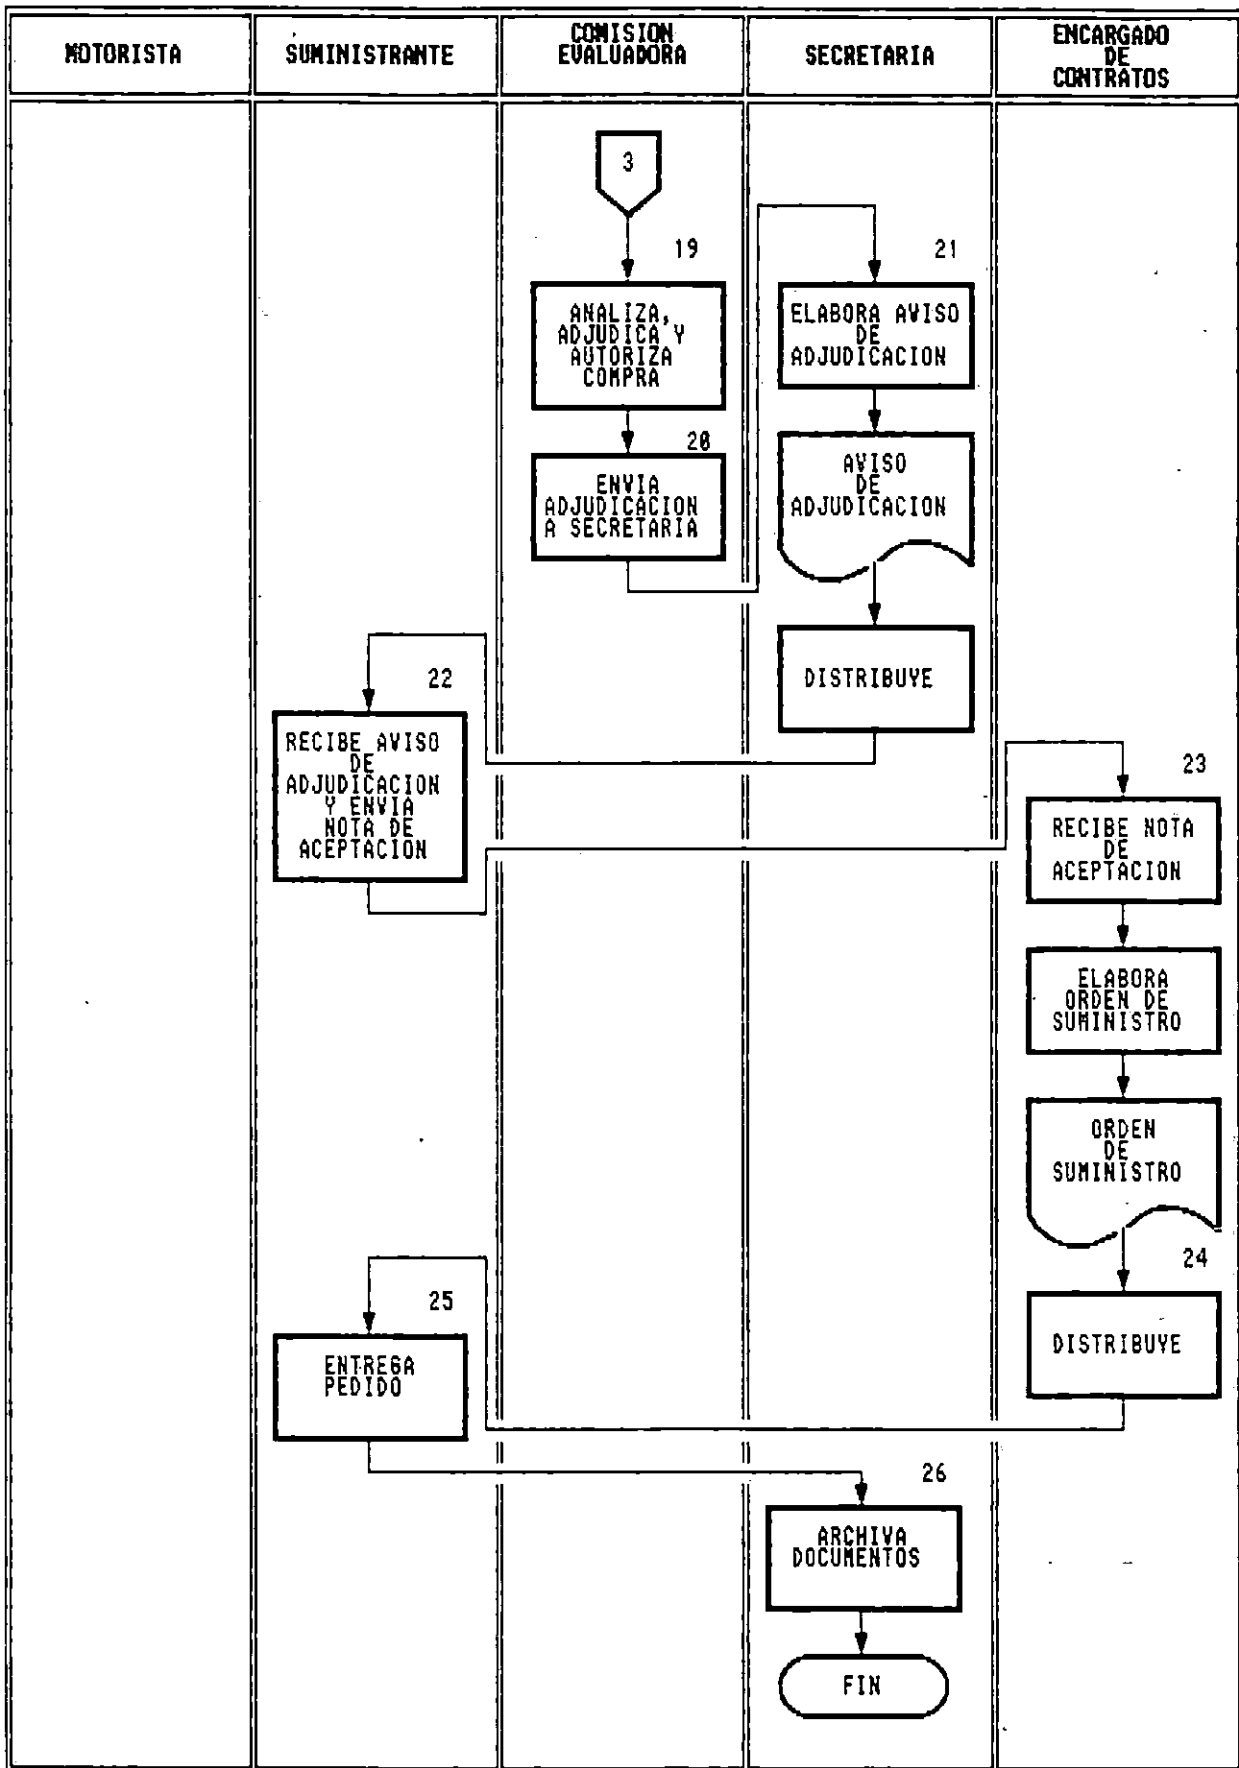 MOTORISTA
SUMINISTRANTE
COMISION
EVALUADORA
SECRETARIA
ENCARGADO
DE
CONTRATOS
3
19
ANALIZA,
ADJUDICA Y
AUTORIZA
COMPRA
20
ENVIA
ADJUDICACION
A SECRETARIA
21
ELABORA AVISO
DE
ADJUDICACION
AVISO
DE
ADJUDICACION
DISTRIBUYE
22
RECIBE AVISO
DE
ADJUDICACION
Y ENVIA
NOTA DE
ACEPTACION
23
RECIBE NOTA
DE
ACEPTACION
ELABORA
ORDEN DE
SUMINISTRO
ORDEN
DE
SUMINISTRO
24
DISTRIBUYE
25
ENTREGA
PEDIDO
26
ARCHIVA
DOCUMENTOS
FIN